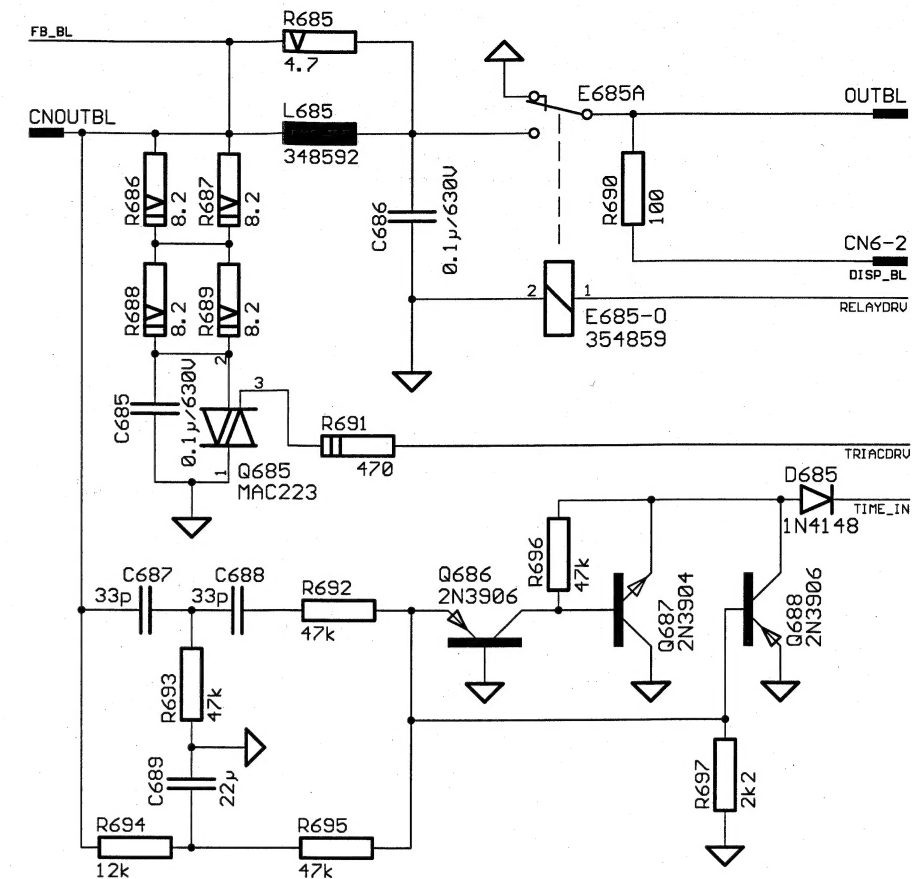 FB_BL
R685
4.7
CNOUTBL
L685
348592
E685A
OUTBL
R686
8.2
R687
8.2
C686
0.1µ/630V
R690
100
CN6-2
DISP_BL
R688
8.2
R689
8.2
2
1
E685-O
354859
RELAYDRV
2
3
C685
0.1µ/630V
1
Q685
MAC223
R691
470
TRIACDRV
D685
1N4148
TIME_IN
C687
33p
C688
33p
R692
47k
Q686
2N3906
R696
47k
Q687
2N3904
Q688
2N3906
R693
47k
C689
22µ
R697
2k2
R694
12k
R695
47k